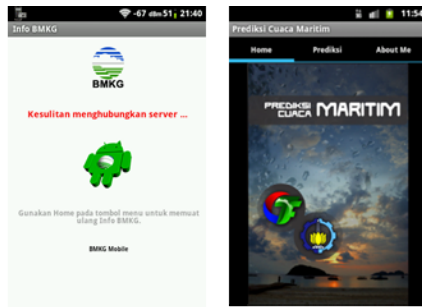 -67 dBm 51 21:40
Info BMKG
BMKG
Kesulitan menghubungkan server ...
Gunakan Home pada tombol menu untuk memuat
ulang Info BMKG.
BMKG Mobile
11:54
Prediksi Cuaca Maritim
Home Prediksi About Me
PREDIKSI
CUACA MARITIM